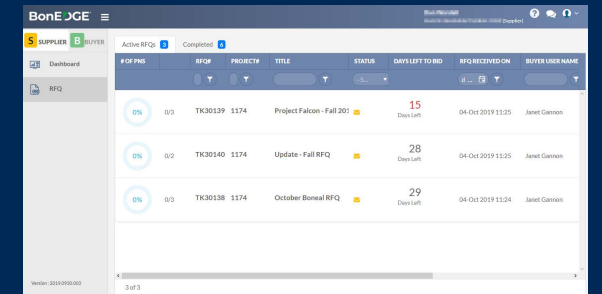 BonEDGE
(Supplier)
S SUPPLIER B BUYER
Dashboard
RFQ
Active RFQs 3 Completed 6
# OF PNS RFQ# PROJECT# TITLE STATUS DAYS LEFT TO BID RFQ RECEIVED ON BUYER USER NAME
--S...
d ...
0% 0/3 TK30139 1174 Project Falcon - Fall 201 15 Days Left 04-Oct 2019 11:25 Janet Gannon
0% 0/2 TK30140 1174 Update - Fall RFQ 28 Days Left 04-Oct 2019 11:25 Janet Gannon
0% 0/3 TK30138 1174 October Boneal RFQ 29 Days Left 04-Oct 2019 11:24 Janet Gannon
Version : 2019.0930.003
3 of 3